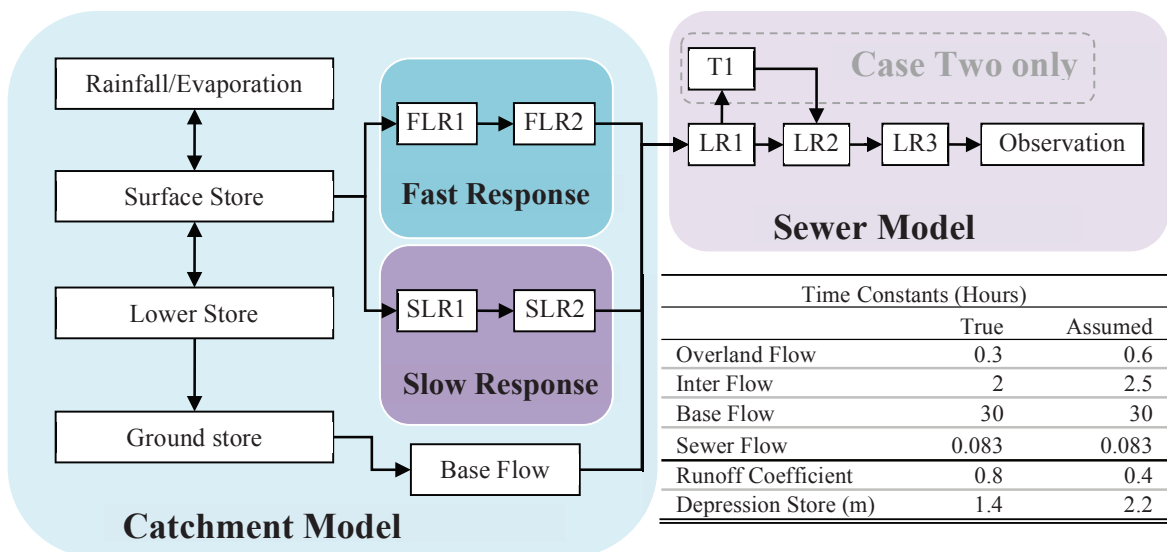 Rainfall/Evaporation
Surface Store
Lower Store
Ground store
FLR1
FLR2
Fast Response
SLR1
SLR2
Slow Response
Base Flow
Catchment Model
T1
Case Two only
LR1
LR2
LR3
Observation
Sewer Model
Time Constants (Hours)
True Assumed
Overland Flow 0.3 0.6
Inter Flow 2 2.5
Base Flow 30 30
Sewer Flow 0.083 0.083
Runoff Coefficient 0.8 0.4
Depression Store (m) 1.4 2.2